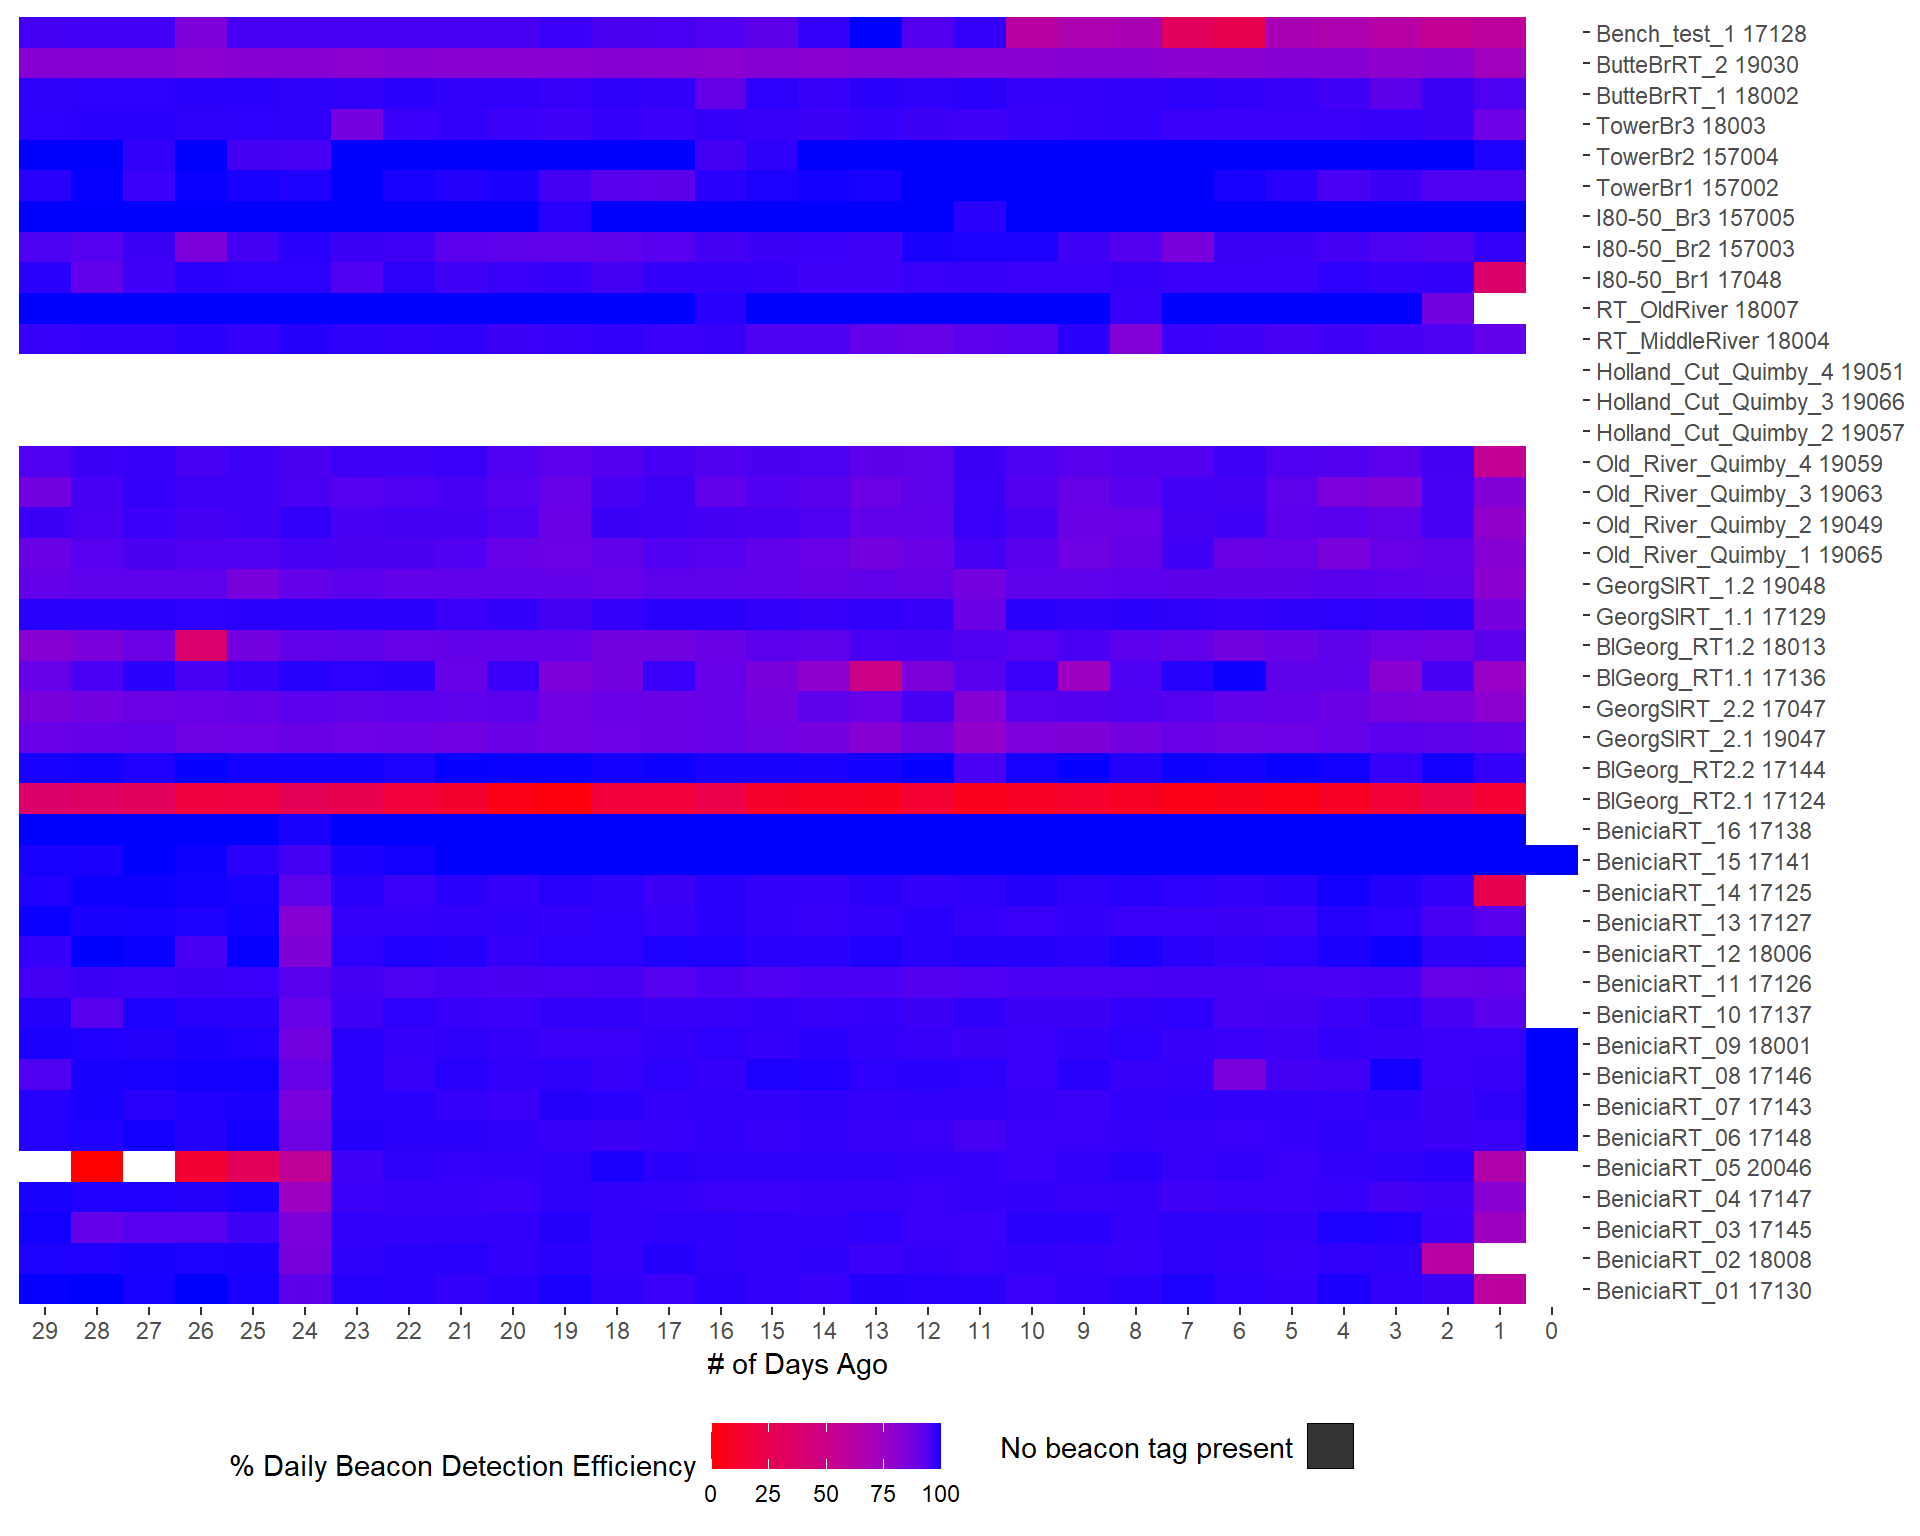 - Bench_test_1 17128
- ButteBrRT_2 19030
- ButteBrRT_1 18002
- TowerBr3 18003
- TowerBr2 157004
- TowerBr1 157002
- I80-50_Br3 157005
- I80-50_Br2 157003
- I80-50_Br1 17048
- RT_OldRiver 18007
- RT_MiddleRiver 18004
- Holland_Cut_Quimby_4 19051
- Holland_Cut_Quimby_3 19066
- Holland_Cut_Quimby_2 19057
- Old_River_Quimby_4 19059
- Old_River_Quimby_3 19063
- Old_River_Quimby_2 19049
- Old_River_Quimby_1 19065
- GeorgSlRT_1.2 19048
- GeorgSlRT_1.1 17129
- BlGeorg_RT1.2 18013
- BlGeorg_RT1.1 17136
- GeorgSlRT_2.2 17047
- GeorgSlRT_2.1 19047
- BlGeorg_RT2.2 17144
- BlGeorg_RT2.1 17124
- BeniciaRT_16 17138
- BeniciaRT_15 17141
- BeniciaRT_14 17125
- BeniciaRT_13 17127
- BeniciaRT_12 18006
- BeniciaRT_11 17126
- BeniciaRT_10 17137
- BeniciaRT_09 18001
- BeniciaRT_08 17146
- BeniciaRT_07 17143
- BeniciaRT_06 17148
- BeniciaRT_05 20046
- BeniciaRT_04 17147
- BeniciaRT_03 17145
- BeniciaRT_02 18008
- BeniciaRT_01 17130
29 28 27 26 25 24 23 22 21 20 19 18 17 16 15 14 13 12 11 10 9 8 7 6 5 4 3 2 1 0
# of Days Ago
% Daily Beacon Detection Efficiency
0 25 50 75 100
No beacon tag present